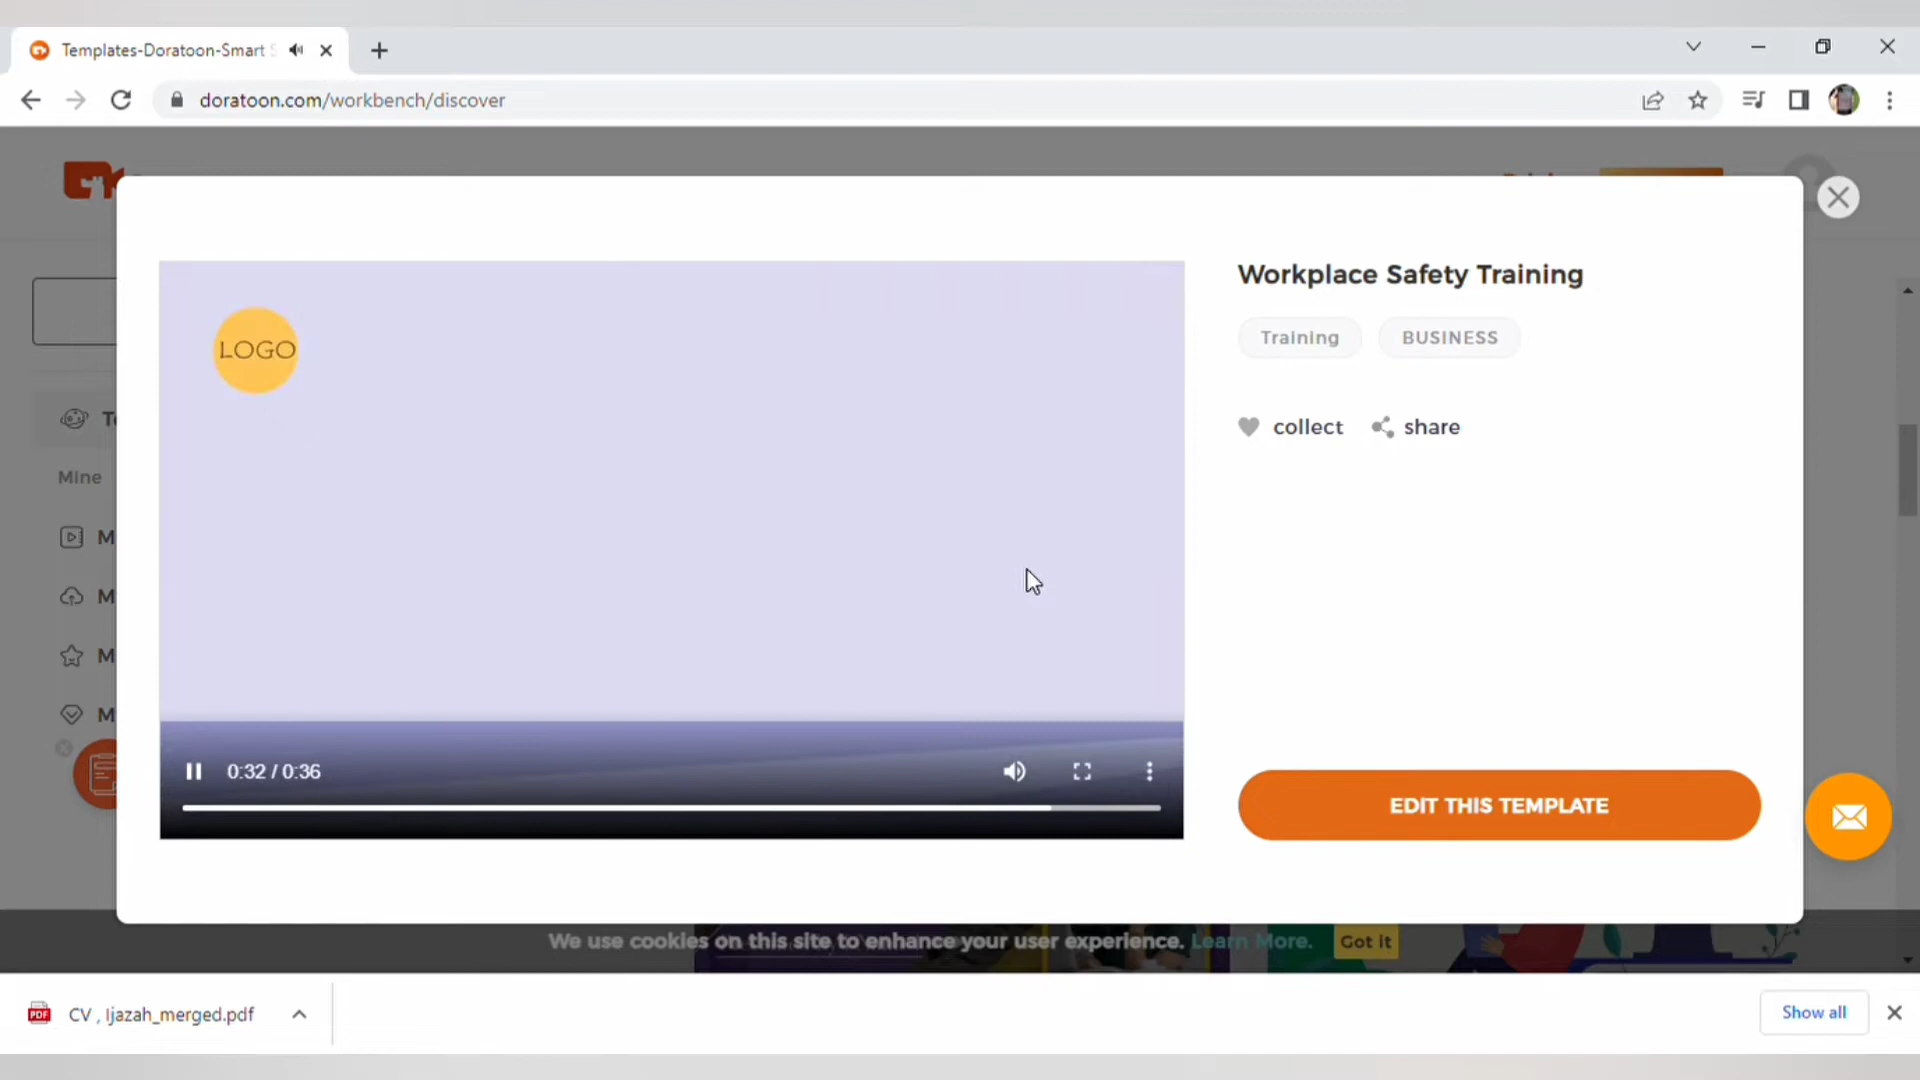 Templates-Doratoon-Smart S
doratoon.com/workbench/discover
Workplace Safety Training
Training
BUSINESS
LOGO
collect
share
Mine
M
M
M
M
0:32 / 0:36
EDIT THIS TEMPLATE
We use cookies on this site to enhance your user experience. Learn More.
Got it
CV , Ijazah_merged.pdf
Show all